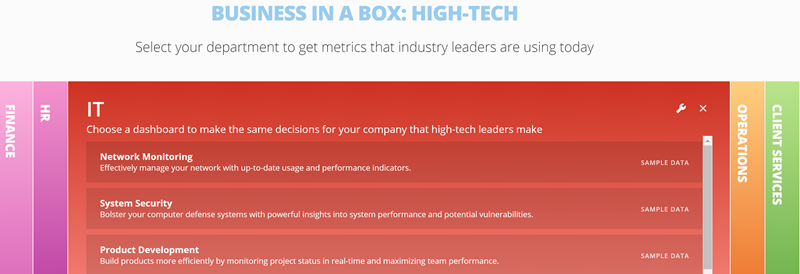 BUSINESS IN A BOX: HIGH-TECH
Select your department to get metrics that industry leaders are using today
FINANCE
HR
IT
Choose a dashboard to make the same decisions for your company that high-tech leaders make
Network Monitoring
Effectively manage your network with up-to-date usage and performance indicators.
SAMPLE DATA
System Security
Bolster your computer defense systems with powerful insights into system performance and potential vulnerabilities.
SAMPLE DATA
Product Development
Build products more efficiently by monitoring project status in real-time and maximizing team performance.
SAMPLE DATA
OPERATIONS
CLIENT SERVICES